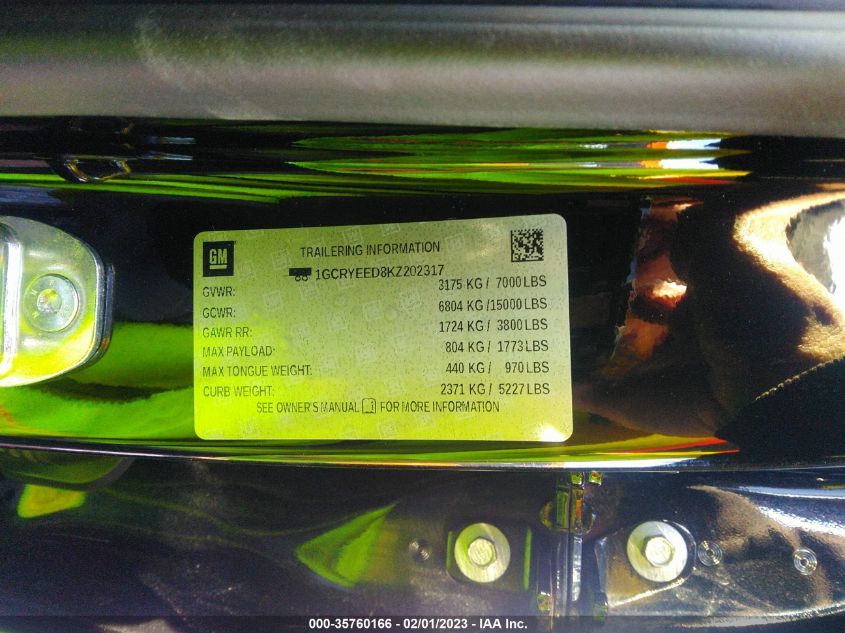 GM
TRAILERING INFORMATION
1GCRYEED8KZ202317
GVWR: 3175 KG / 7000 LBS
GCWR: 6804 KG /15000 LBS
GAWR RR: 1724 KG / 3800 LBS
MAX PAYLOAD: 804 KG / 1773 LBS
MAX TONGUE WEIGHT: 440 KG / 970 LBS
CURB WEIGHT: 2371 KG / 5227 LBS
SEE OWNER'S MANUAL FOR MORE INFORMATION
000-35760166 - 02/01/2023 - IAA Inc.